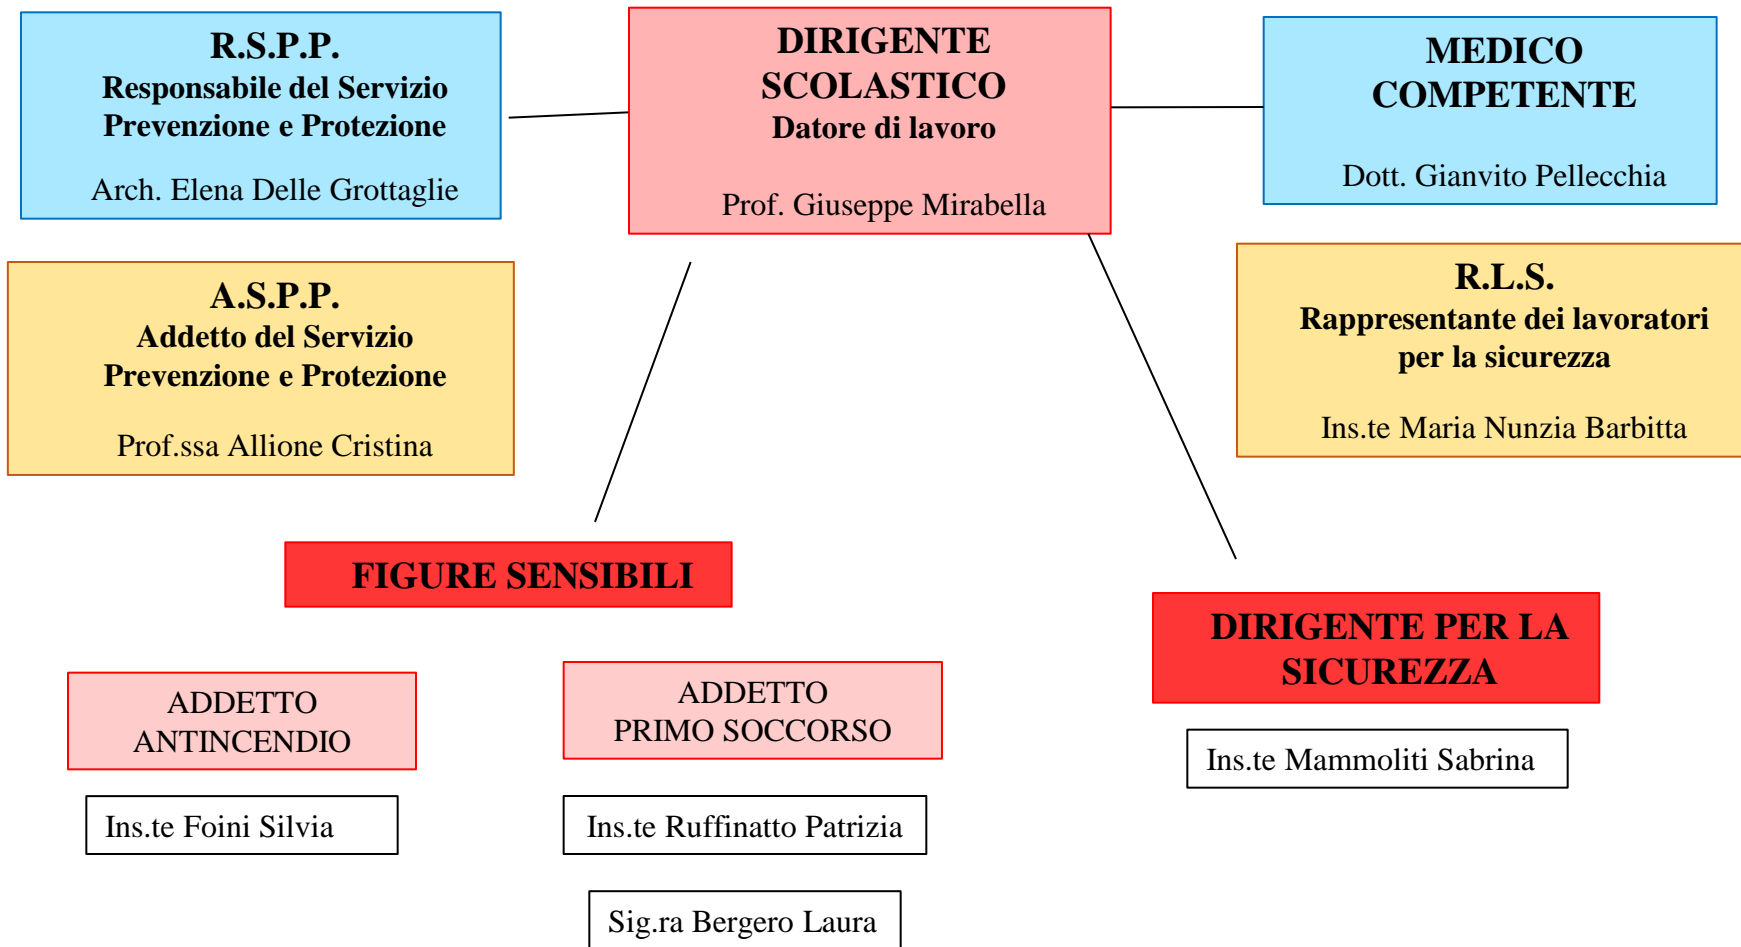 R.S.P.P.
Responsabile del Servizio
Prevenzione e Protezione
Arch. Elena Delle Grottaglie
DIRIGENTE
SCOLASTICO
Datore di lavoro
Prof. Giuseppe Mirabella
MEDICO
COMPETENTE
Dott. Gianvito Pellecchia
A.S.P.P.
Addetto del Servizio
Prevenzione e Protezione
Prof.ssa Allione Cristina
R.L.S.
Rappresentante dei lavoratori
per la sicurezza
Ins.te Maria Nunzia Barbitta
FIGURE SENSIBILI
DIRIGENTE PER LA
SICUREZZA
Ins.te Mammoliti Sabrina
ADDETTO
ANTINCENDIO
Ins.te Foini Silvia
ADDETTO
PRIMO SOCCORSO
Ins.te Ruffinatto Patrizia
Sig.ra Bergero Laura